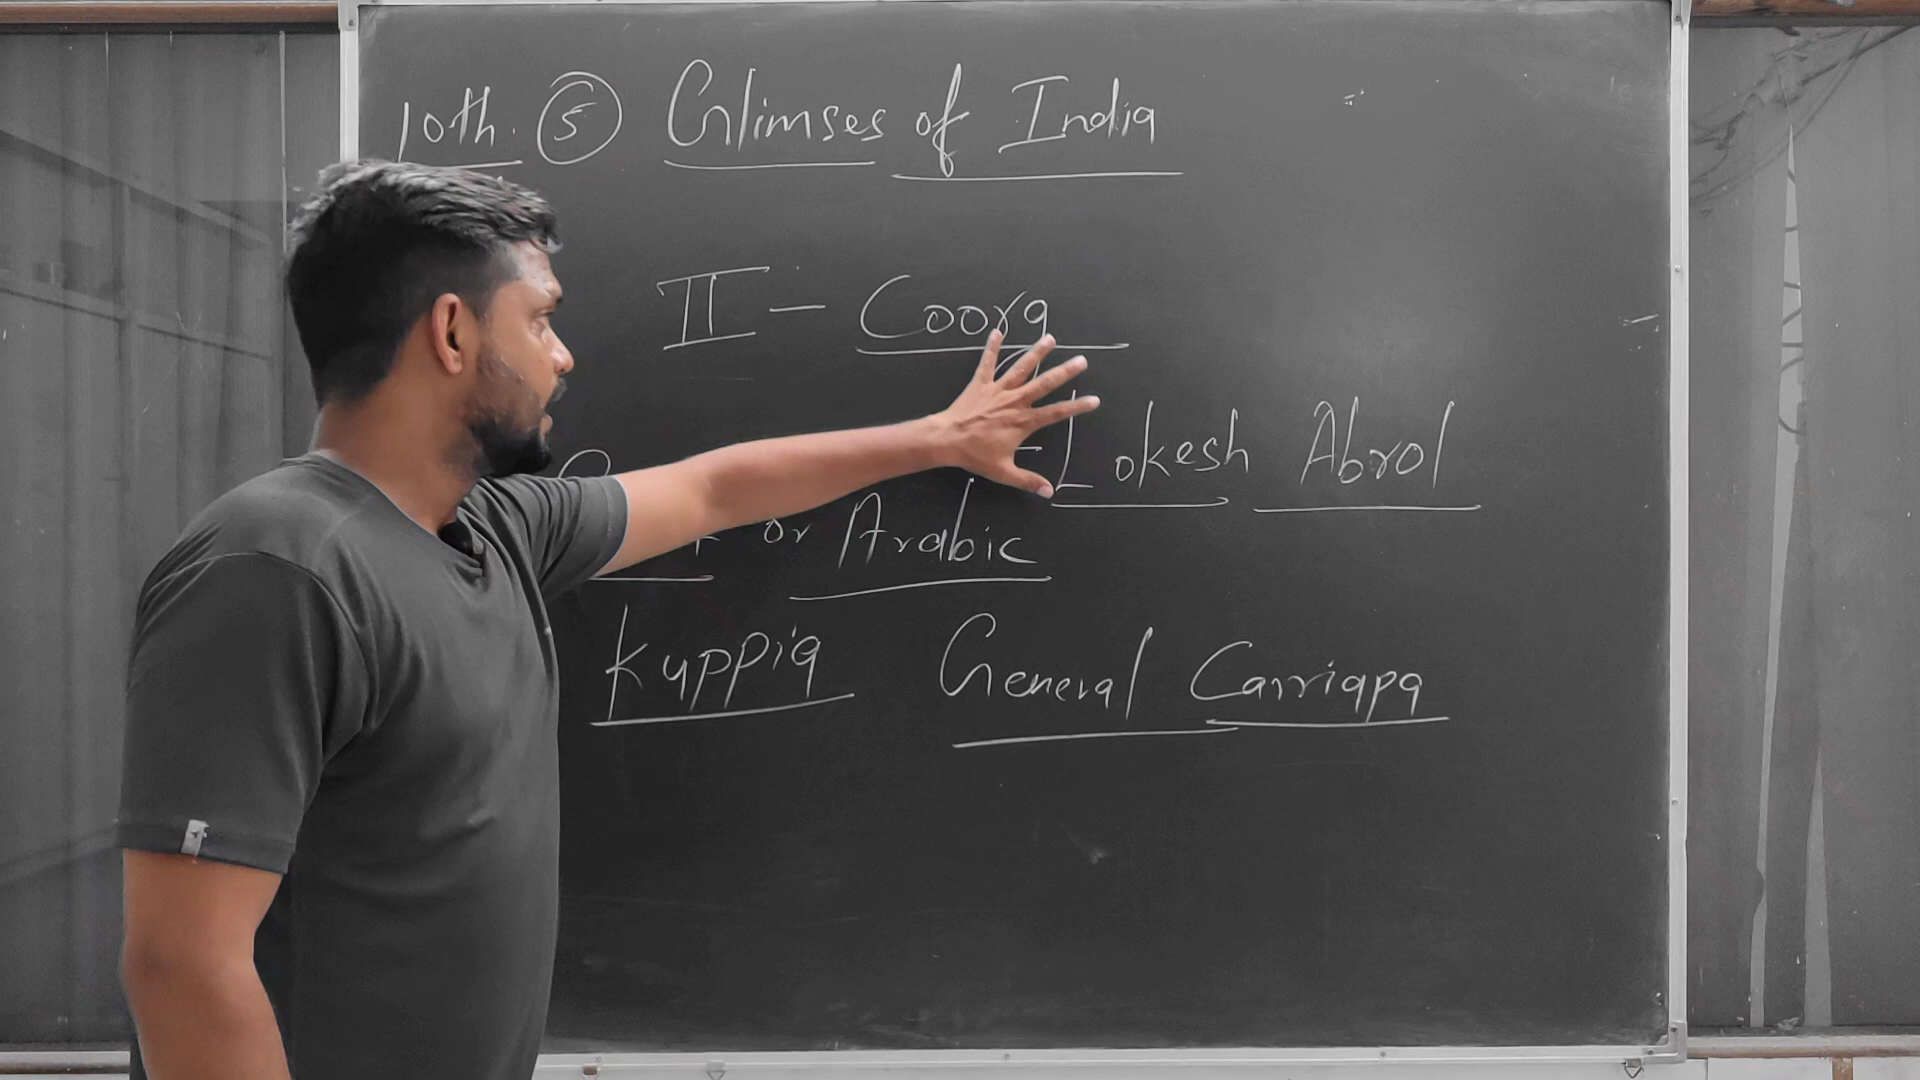 10th. 5 Glimses of India
II - Coorg
- Lokesh Abrol
or Arabic
Kuppia General Carriapa